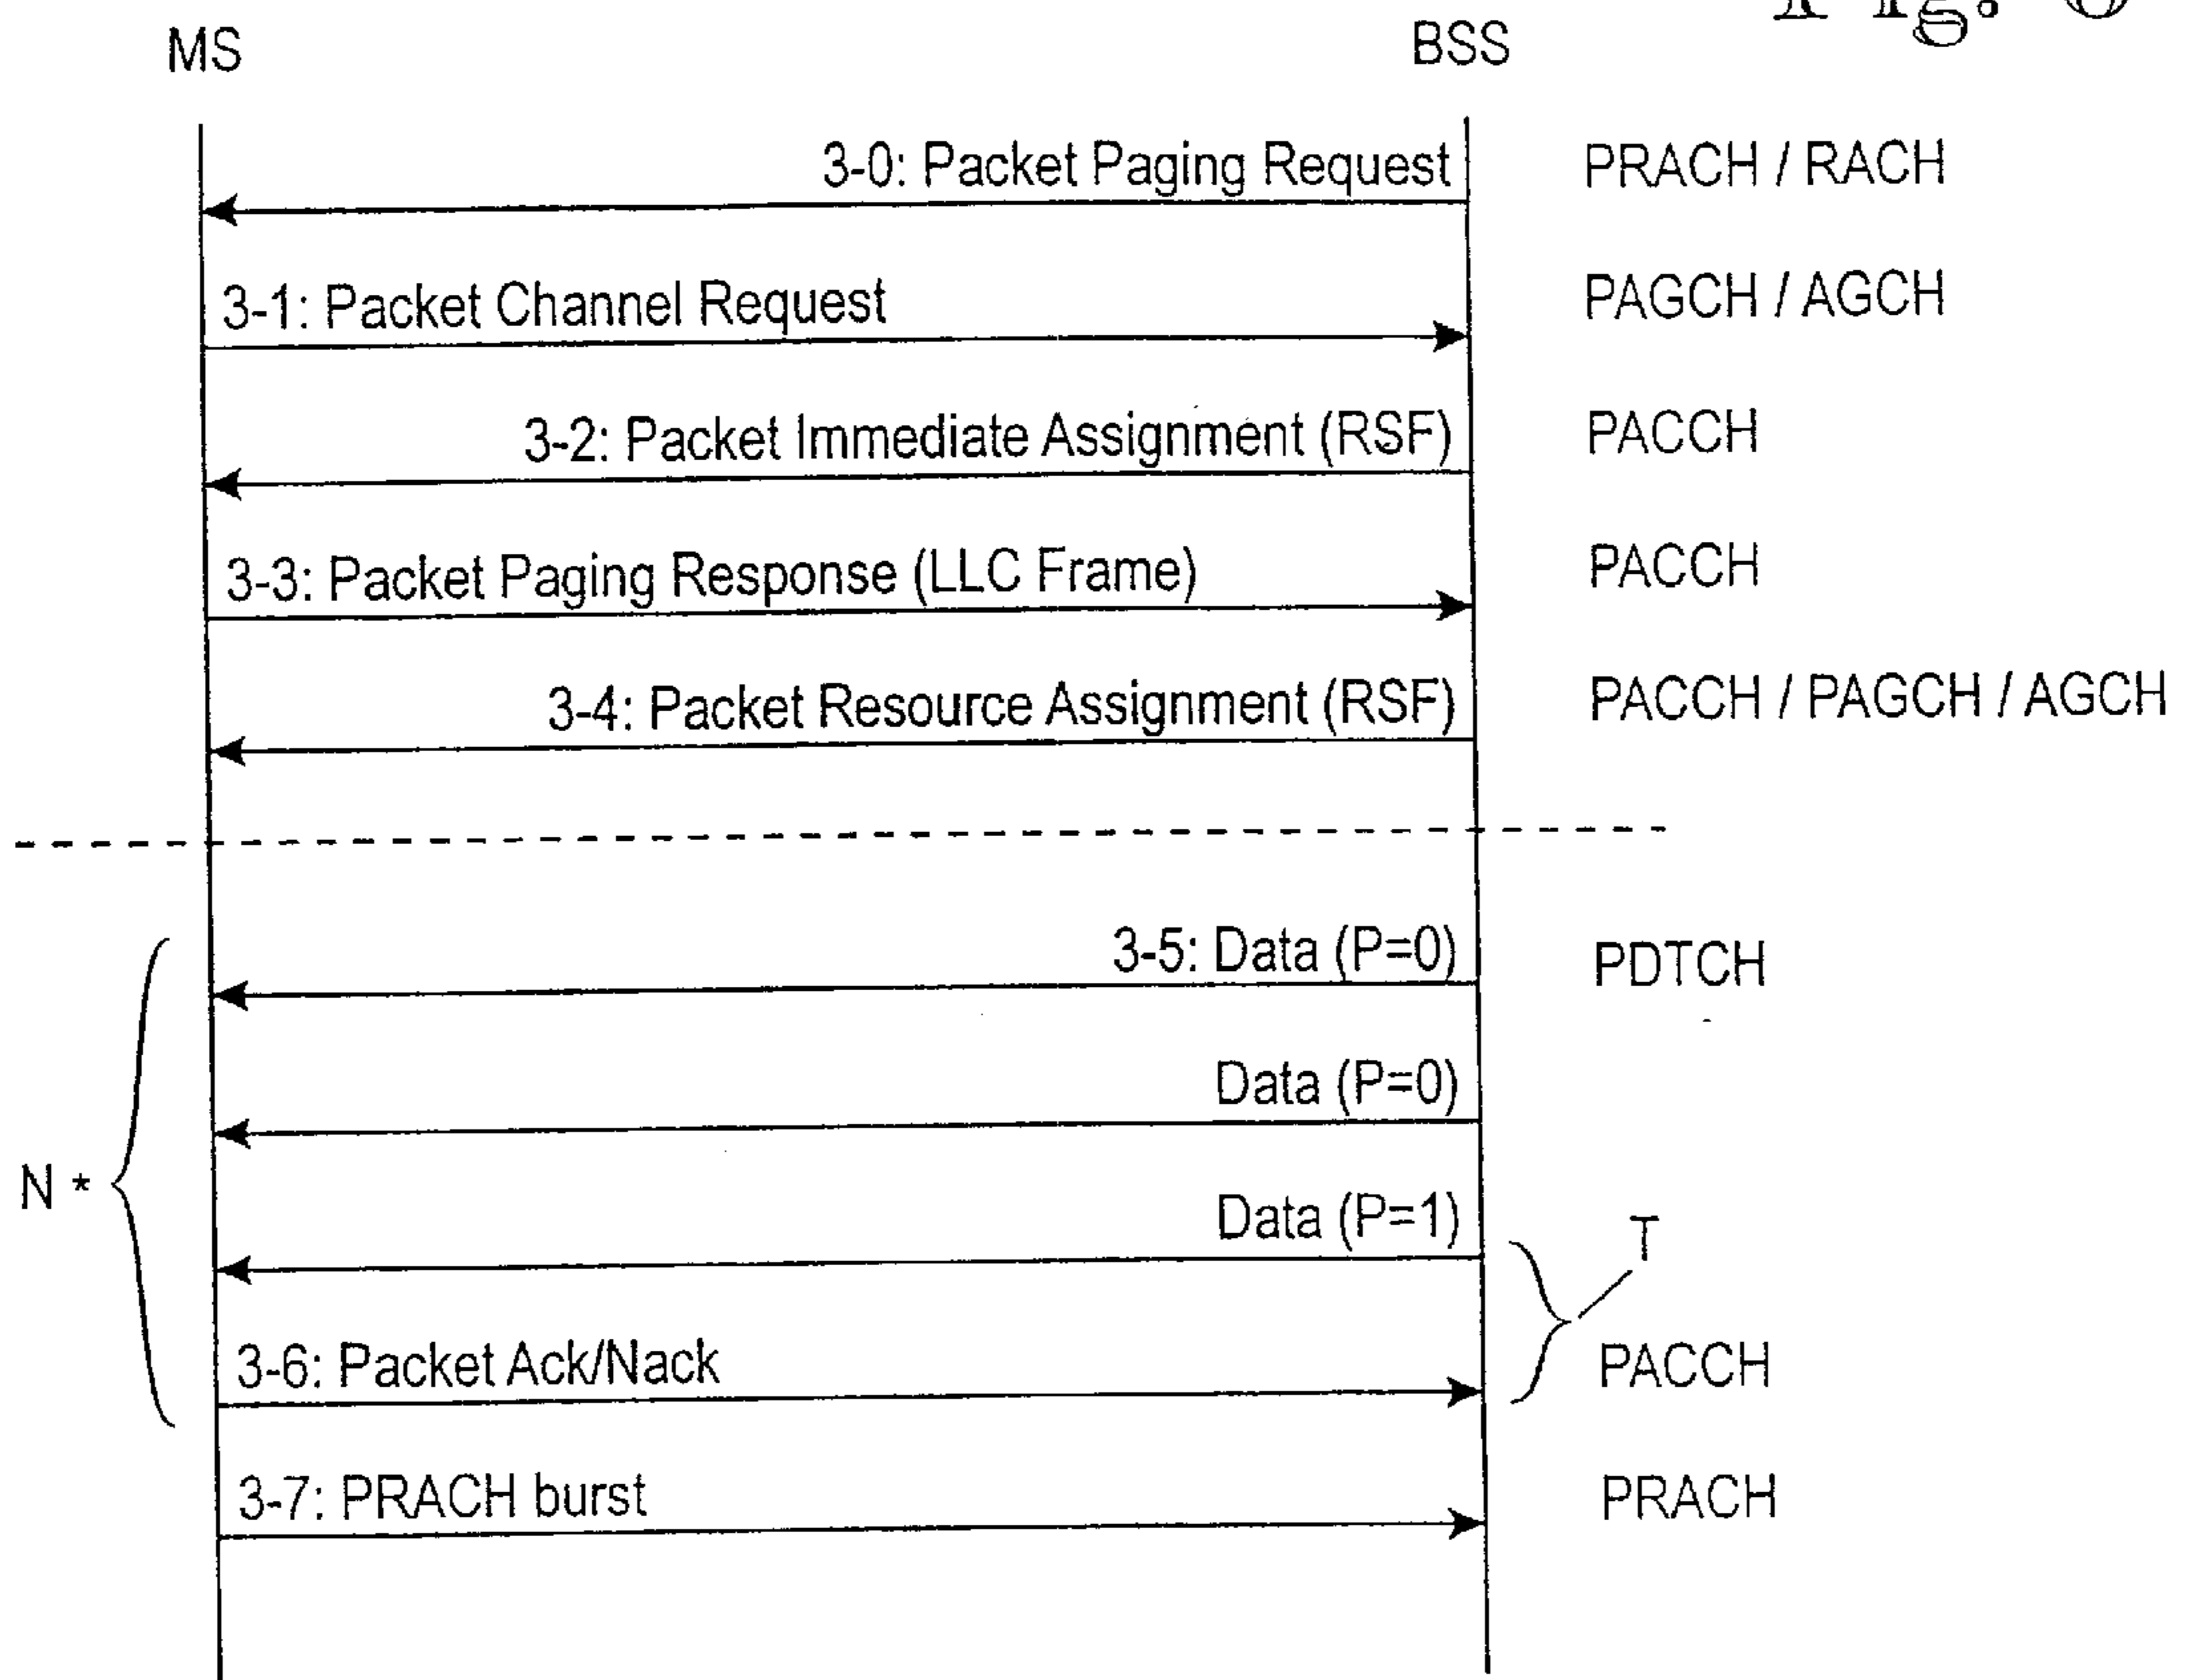 MS BSS
3-0: Packet Paging Request PRACH / RACH
3-1: Packet Channel Request PAGCH / AGCH
3-2: Packet Immediate Assignment (RSF) PACCH
3-3: Packet Paging Response (LLC Frame) PACCH
3-4: Packet Resource Assignment (RSF) PACCH / PAGCH / AGCH
3-5: Data (P=0) PDTCH
Data (P=0)
N *
Data (P=1) T
3-6: Packet Ack/Nack PACCH
3-7: PRACH burst PRACH